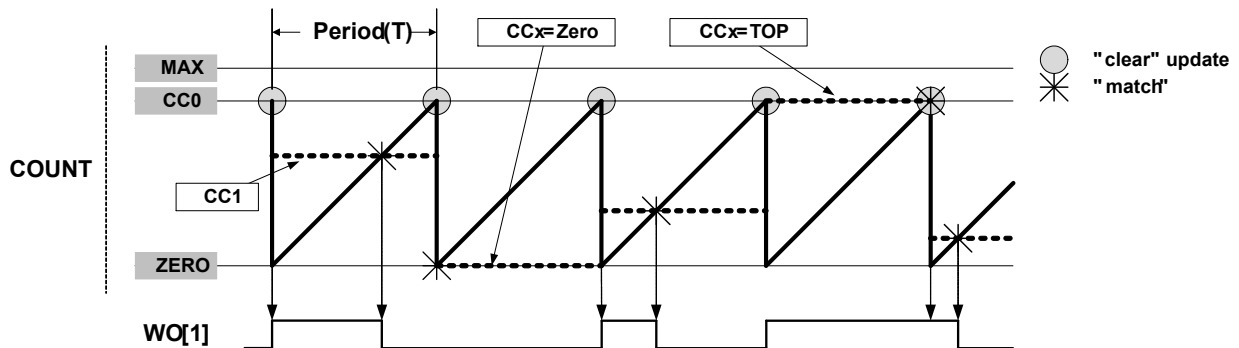 Period(T)
CCx=Zero
CCx=TOP
"clear" update
"match"
MAX
CC0
COUNT
CC1
ZERO
WO[1]